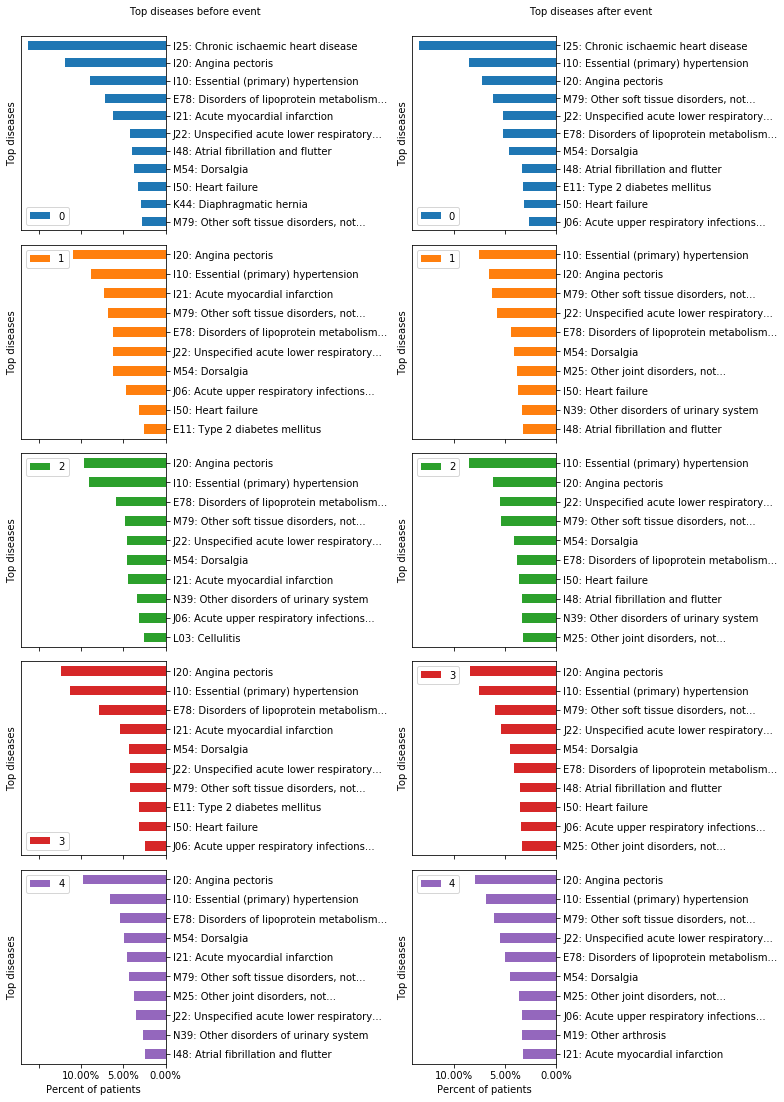 Top diseases before event
Top diseases
I25: Chronic ischaemic heart disease
I20: Angina pectoris
I10: Essential (primary) hypertension
E78: Disorders of lipoprotein metabolism...
I21: Acute myocardial infarction
J22: Unspecified acute lower respiratory...
I48: Atrial fibrillation and flutter
M54: Dorsalgia
I50: Heart failure
K44: Diaphragmatic hernia
M79: Other soft tissue disorders, not...
0
Top diseases
1
I20: Angina pectoris
I10: Essential (primary) hypertension
I21: Acute myocardial infarction
M79: Other soft tissue disorders, not...
E78: Disorders of lipoprotein metabolism...
J22: Unspecified acute lower respiratory...
M54: Dorsalgia
J06: Acute upper respiratory infections...
I50: Heart failure
E11: Type 2 diabetes mellitus
Top diseases
2
I20: Angina pectoris
I10: Essential (primary) hypertension
E78: Disorders of lipoprotein metabolism...
M79: Other soft tissue disorders, not...
J22: Unspecified acute lower respiratory...
M54: Dorsalgia
I21: Acute myocardial infarction
N39: Other disorders of urinary system
J06: Acute upper respiratory infections...
L03: Cellulitis
Top diseases
I20: Angina pectoris
I10: Essential (primary) hypertension
E78: Disorders of lipoprotein metabolism...
I21: Acute myocardial infarction
M54: Dorsalgia
J22: Unspecified acute lower respiratory...
M79: Other soft tissue disorders, not...
E11: Type 2 diabetes mellitus
I50: Heart failure
J06: Acute upper respiratory infections...
3
Top diseases
4
I20: Angina pectoris
I10: Essential (primary) hypertension
E78: Disorders of lipoprotein metabolism...
M54: Dorsalgia
I21: Acute myocardial infarction
M79: Other soft tissue disorders, not...
M25: Other joint disorders, not...
J22: Unspecified acute lower respiratory...
N39: Other disorders of urinary system
I48: Atrial fibrillation and flutter
10.00% 5.00% 0.00%
Percent of patients
Top diseases after event
Top diseases
I25: Chronic ischaemic heart disease
I10: Essential (primary) hypertension
I20: Angina pectoris
M79: Other soft tissue disorders, not...
J22: Unspecified acute lower respiratory...
E78: Disorders of lipoprotein metabolism...
M54: Dorsalgia
I48: Atrial fibrillation and flutter
E11: Type 2 diabetes mellitus
I50: Heart failure
J06: Acute upper respiratory infections...
0
Top diseases
1
I10: Essential (primary) hypertension
I20: Angina pectoris
M79: Other soft tissue disorders, not...
J22: Unspecified acute lower respiratory...
E78: Disorders of lipoprotein metabolism...
M54: Dorsalgia
M25: Other joint disorders, not...
I50: Heart failure
N39: Other disorders of urinary system
I48: Atrial fibrillation and flutter
Top diseases
2
I10: Essential (primary) hypertension
I20: Angina pectoris
J22: Unspecified acute lower respiratory...
M79: Other soft tissue disorders, not...
M54: Dorsalgia
E78: Disorders of lipoprotein metabolism...
I50: Heart failure
I48: Atrial fibrillation and flutter
N39: Other disorders of urinary system
M25: Other joint disorders, not...
Top diseases
3
I20: Angina pectoris
I10: Essential (primary) hypertension
M79: Other soft tissue disorders, not...
J22: Unspecified acute lower respiratory...
M54: Dorsalgia
E78: Disorders of lipoprotein metabolism...
I48: Atrial fibrillation and flutter
I50: Heart failure
J06: Acute upper respiratory infections...
M25: Other joint disorders, not...
Top diseases
4
I20: Angina pectoris
I10: Essential (primary) hypertension
M79: Other soft tissue disorders, not...
J22: Unspecified acute lower respiratory...
E78: Disorders of lipoprotein metabolism...
M54: Dorsalgia
M25: Other joint disorders, not...
J06: Acute upper respiratory infections...
M19: Other arthrosis
I21: Acute myocardial infarction
10.00% 5.00% 0.00%
Percent of patients